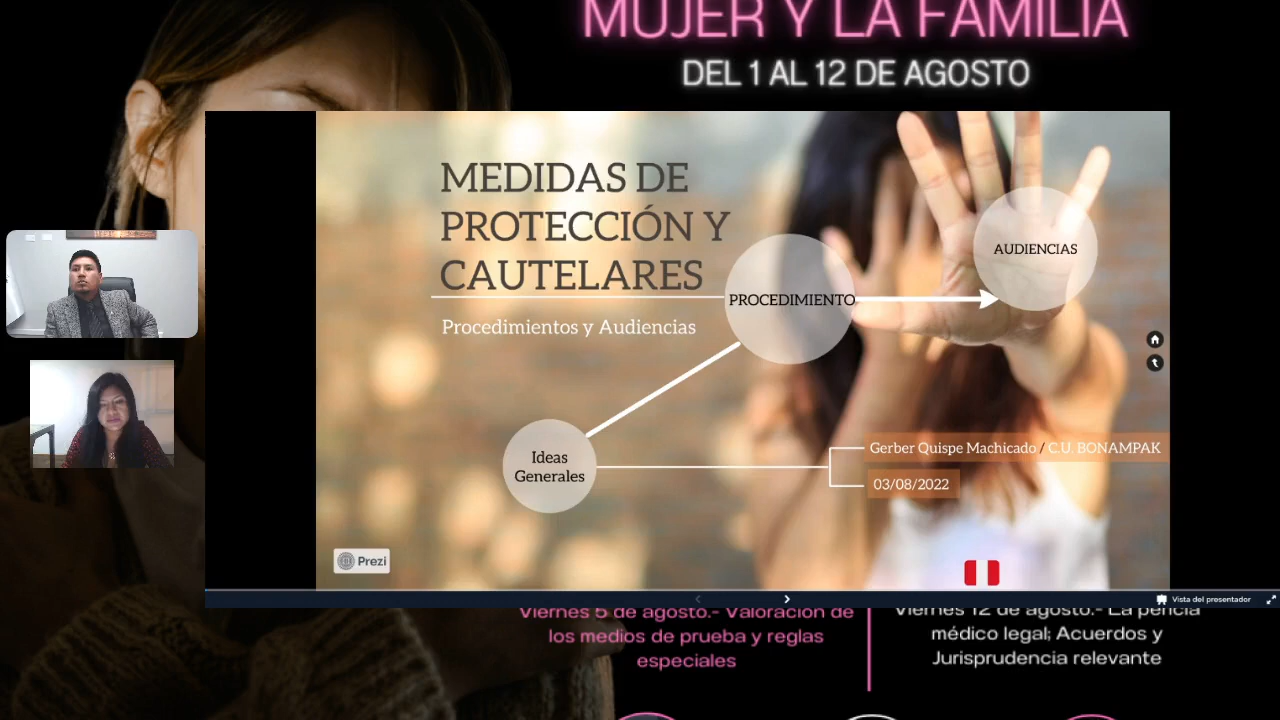 MUJER Y LA FAMILIA
DEL 1 AL 12 DE AGOSTO
MEDIDAS DE
PROTECCIÓN Y
CAUTELARES
Procedimientos y Audiencias
PROCEDIMIENTO
AUDIENCIAS
Ideas
Generales
Gerber Quispe Machicado / C.U. BONAMPAK
03/08/2022
Prezi
Vista del presentador
Viernes 5 de agosto.- Valoración de
los medios de prueba y reglas
especiales
Viernes 12 de agosto.- La pericia
médico legal; Acuerdos y
Jurisprudencia relevante